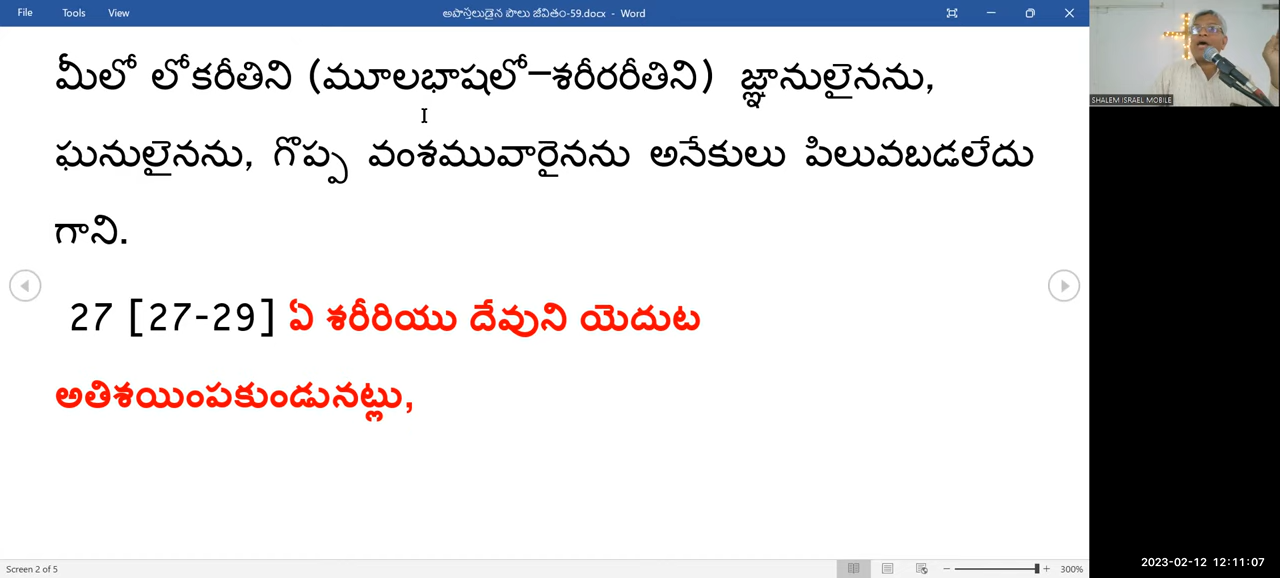 File Tools View అపొస్తలుడైన పౌలు జీవితం-59.docx - Word
SHALEM ISRAEL MOBILE
మీలో లోకరీతిని (మూలభాషలో–శరీరరీతిని) జ్ఞానులైనను,
ఘనులైనను, గొప్ప వంశమువారైనను అనేకులు పిలువబడలేదు
గాని.
27 [27-29] ఏ శరీరియు దేవుని యెదుట
అతిశయింపకుండునట్లు,
Screen 2 of 5 300%
2023-02-12 12:11:07